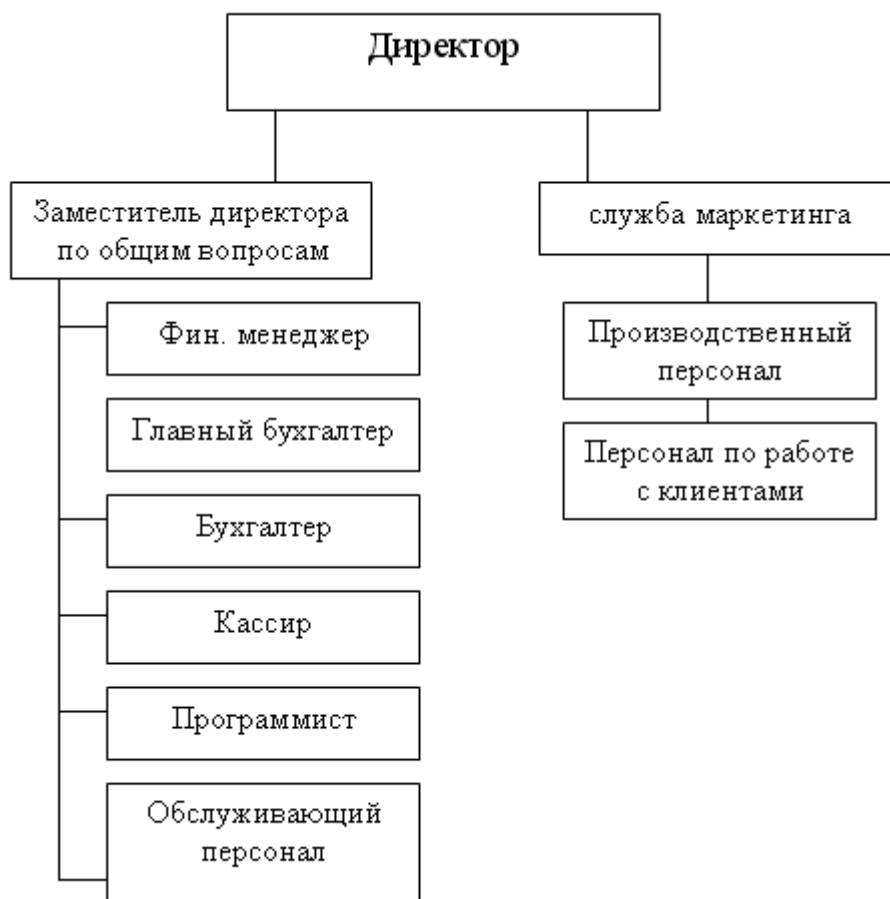 Директор
Заместитель директора
по общим вопросам
служба маркетинга
Фин. менеджер
Главный бухгалтер
Бухгалтер
Кассир
Программист
Обслуживающий
персонал
Производственный
персонал
Персонал по работе
с клиентами